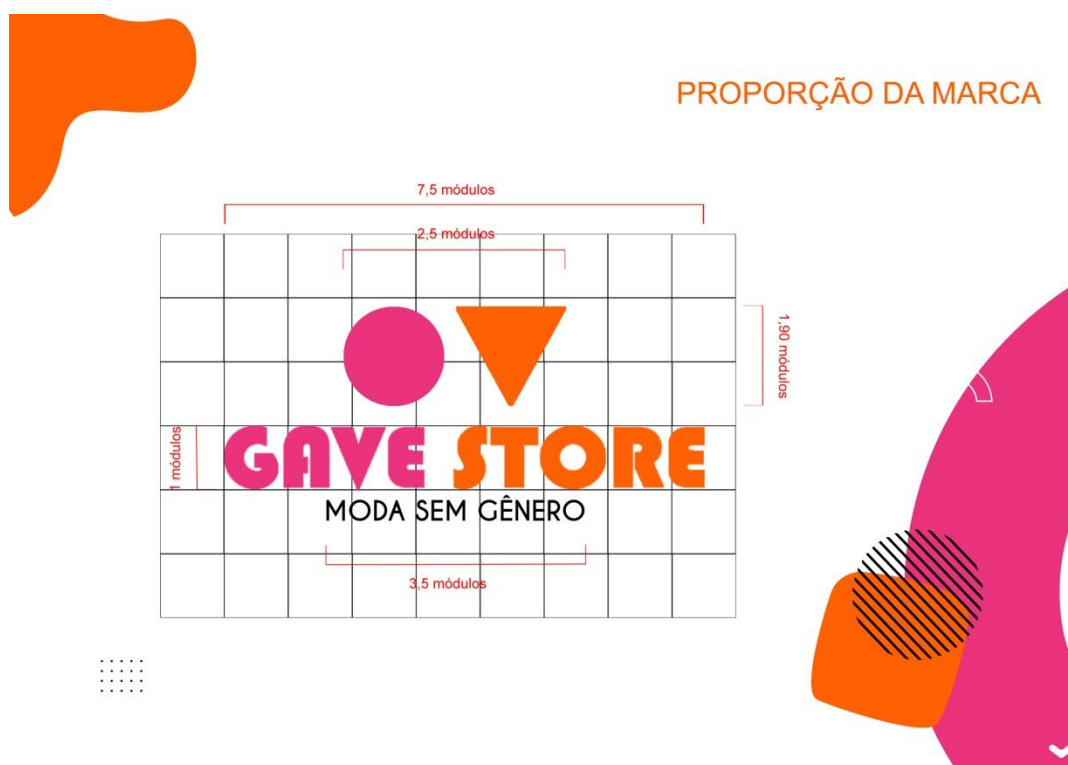 PROPORÇÃO DA MARCA
7,5 módulos
2,5 módulos
1,90 módulos
1 módulos
GAVE STORE
MODA SEM GÊNERO
3,5 módulos